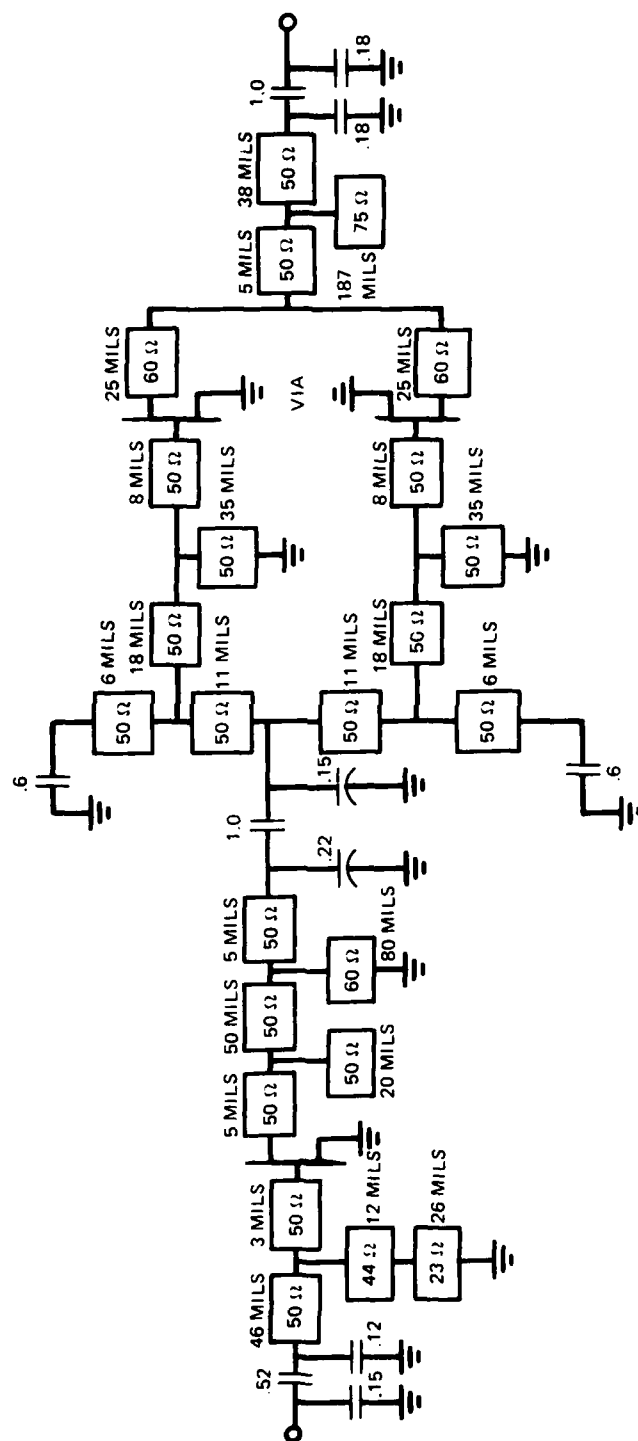 .52
.15
.12
46 MILS
50 Ω
3 MILS
50 Ω
12 MILS
44 Ω
26 MILS
23 Ω
5 MILS
50 Ω
50 Ω
20 MILS
50 MILS
50 Ω
60 Ω
80 MILS
5 MILS
50 Ω
.22
1.0
.15
.6
6 MILS
50 Ω
11 MILS
50 Ω
18 MILS
50 Ω
50 Ω
35 MILS
8 MILS
50 Ω
25 MILS
60 Ω
VIA
11 MILS
50 Ω
18 MILS
50 Ω
6 MILS
50 Ω
.6
50 Ω
35 MILS
8 MILS
50 Ω
25 MILS
60 Ω
5 MILS
50 Ω
187
MILS
75 Ω
38 MILS
50 Ω
1.0
.18
.18